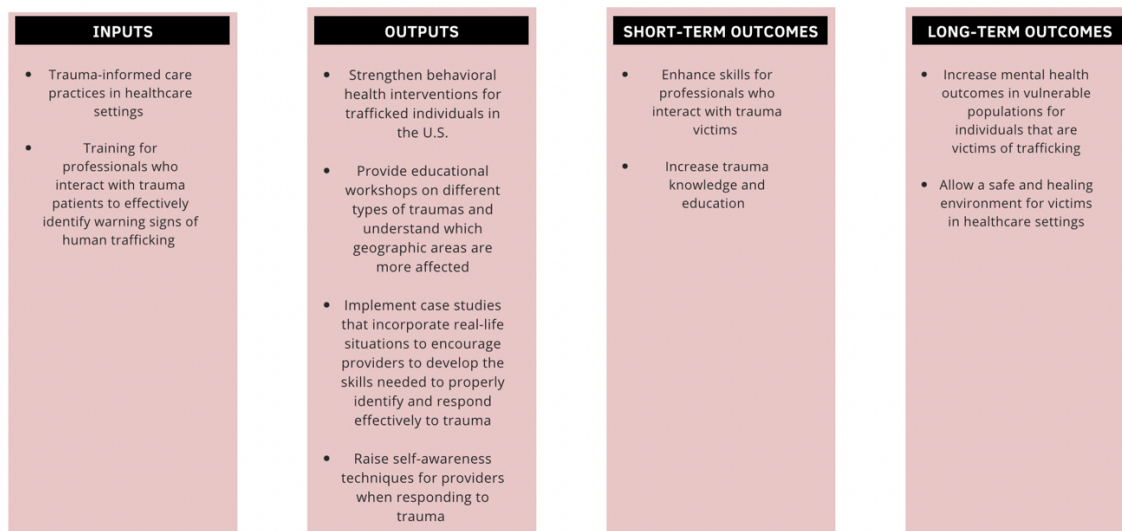 INPUTS
• Trauma-informed care
practices in healthcare
settings
• Training for
professionals who
interact with trauma
patients to effectively
identify warning signs of
human trafficking
OUTPUTS
• Strengthen behavioral
health interventions for
trafficked individuals in
the U.S.
• Provide educational
workshops on different
types of traumas and
understand which
geographic areas are
more affected
• Implement case studies
that incorporate real-life
situations to encourage
providers to develop the
skills needed to properly
identify and respond
effectively to trauma
• Raise self-awareness
techniques for providers
when responding to
trauma
SHORT-TERM OUTCOMES
• Enhance skills for
professionals who
interact with trauma
victims
• Increase trauma
knowledge and
education
LONG-TERM OUTCOMES
• Increase mental health
outcomes in vulnerable
populations for
individuals that are
victims of trafficking
• Allow a safe and healing
environment for victims
in healthcare settings